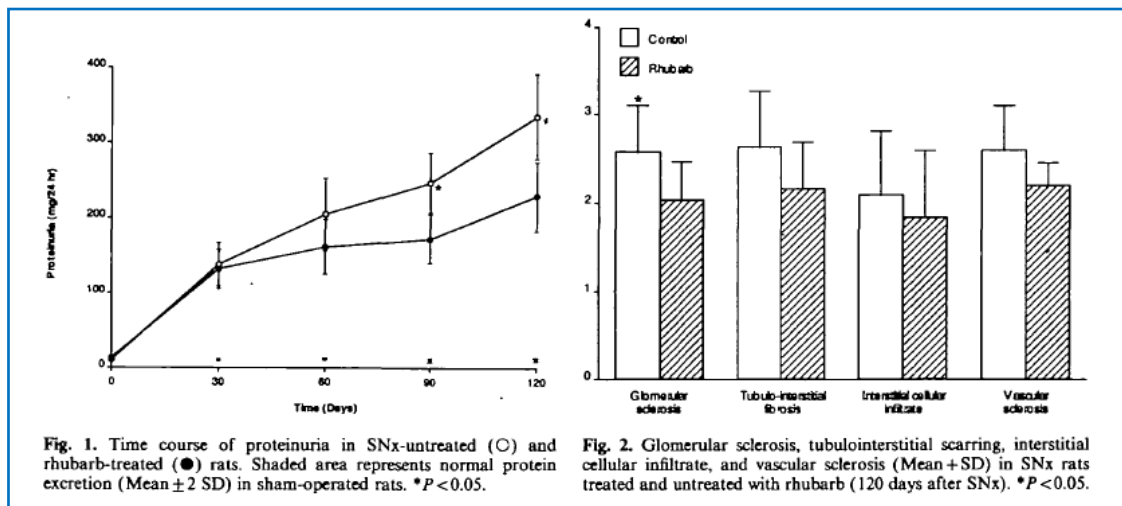 400
300
200
100
0
Proteinuria (mg/24 hr)
0 30 60 90 120
Time (Days)
Fig. 1. Time course of proteinuria in SNx-untreated (○) and
rhubarb-treated (●) rats. Shaded area represents normal protein
excretion (Mean ± 2 SD) in sham-operated rats. *P<0.05.
4
3
2
1
0
Control
Rhubarb
*
Glomerular
sclerosis
Tubulo-interstitial
fibrosis
Interstitial cellular
infiltrate
Vascular
sclerosis
Fig. 2. Glomerular sclerosis, tubulointerstitial scarring, interstitial
cellular infiltrate, and vascular sclerosis (Mean + SD) in SNx rats
treated and untreated with rhubarb (120 days after SNx). *P<0.05.